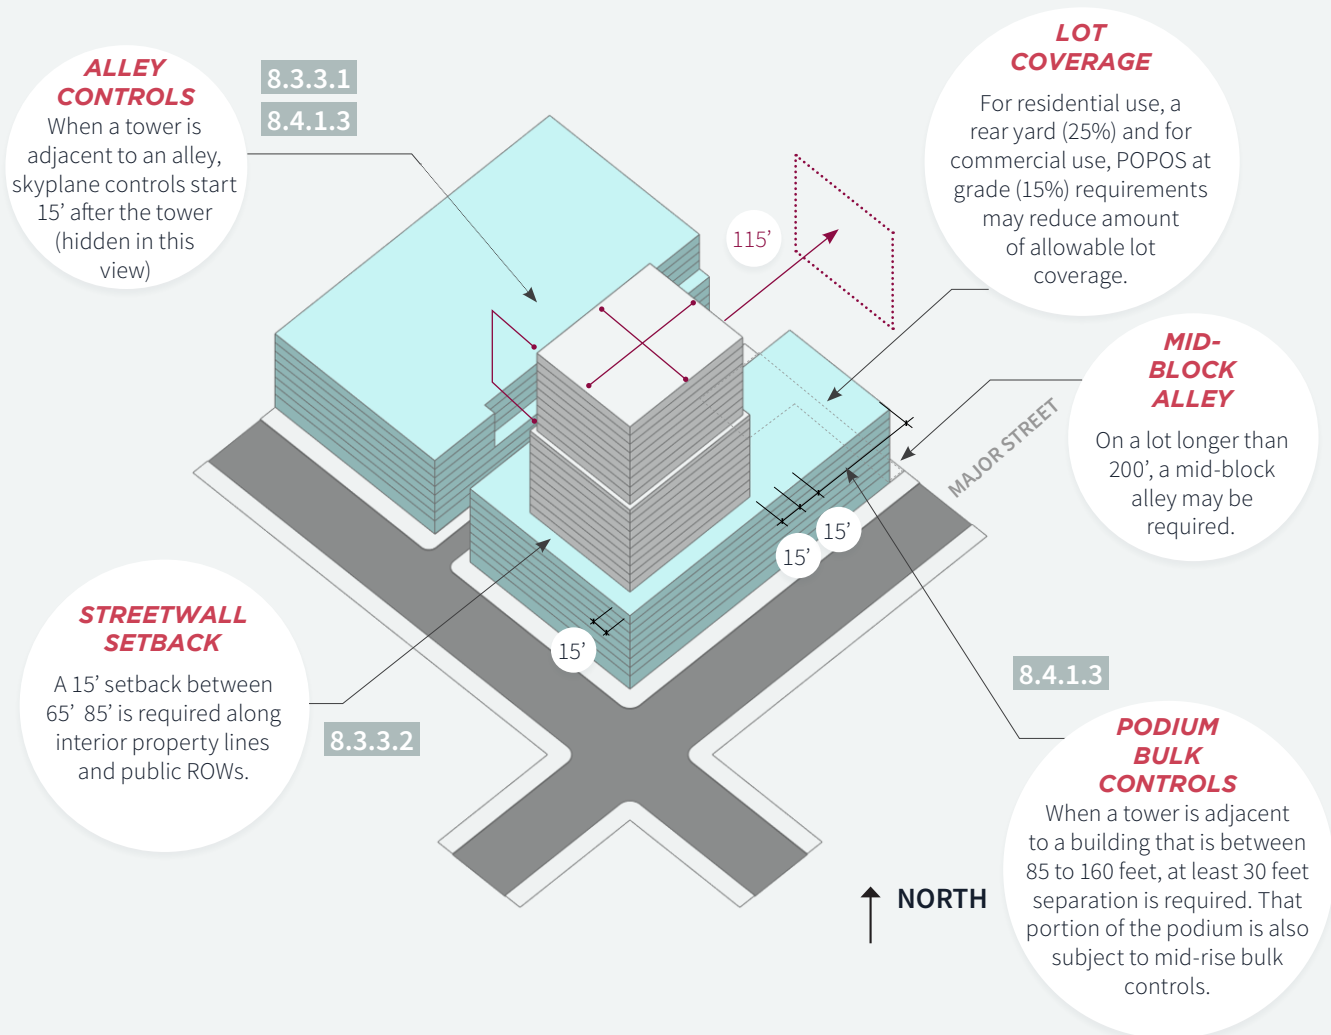 ALLEY
CONTROLS
When a tower is
adjacent to an alley,
skyplane controls start
15’ after the tower
(hidden in this
view)
8.3.3.1
8.4.1.3
LOT
COVERAGE
For residential use, a
rear yard (25%) and for
commercial use, POPOS at
grade (15%) requirements
may reduce amount
of allowable lot
coverage.
115’
MID-
BLOCK
ALLEY
On a lot longer than
200’, a mid-block
alley may be
required.
MAJOR STREET
15’
15’
15’
STREETWALL
SETBACK
A 15’ setback between
65’ 85’ is required along
interior property lines
and public ROWs.
8.3.3.2
8.4.1.3
PODIUM
BULK
CONTROLS
When a tower is adjacent
to a building that is between
85 to 160 feet, at least 30 feet
separation is required. That
portion of the podium is also
subject to mid-rise bulk
controls.
NORTH